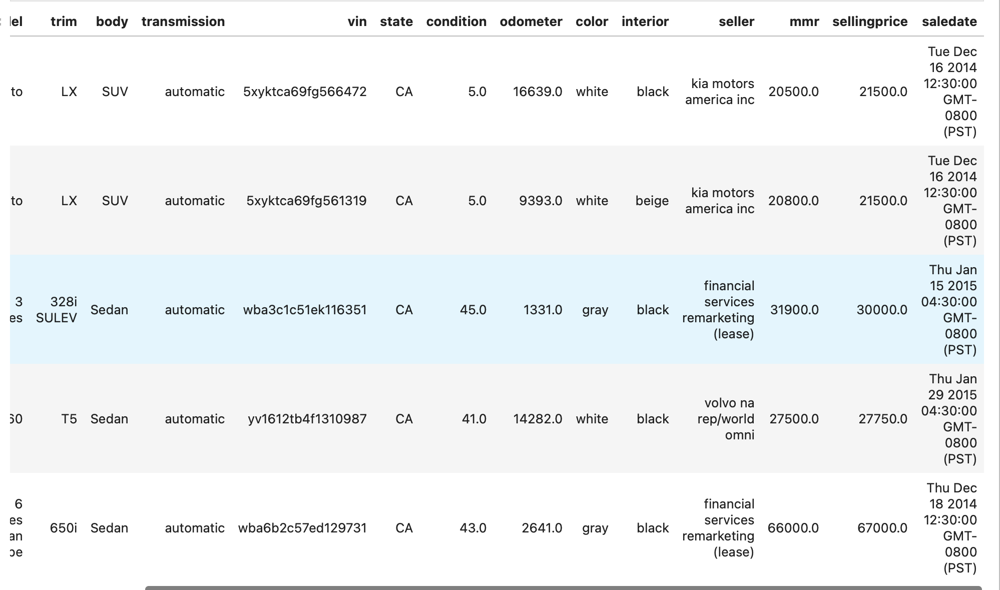 trim body transmission vin state condition odometer color interior seller mmr sellingprice saledate
LX SUV automatic 5xyktca69fg566472 CA 5.0 16639.0 white black kia motors america inc 20500.0 21500.0 Tue Dec 16 2014 12:30:00 GMT-0800 (PST)
LX SUV automatic 5xyktca69fg561319 CA 5.0 9393.0 white beige kia motors america inc 20800.0 21500.0 Tue Dec 16 2014 12:30:00 GMT-0800 (PST)
3 328i SULEV Sedan automatic wba3c1c51ek116351 CA 45.0 1331.0 gray black financial services remarketing (lease) 31900.0 30000.0 Thu Jan 15 2015 04:30:00 GMT-0800 (PST)
T5 Sedan automatic yv1612tb4f1310987 CA 41.0 14282.0 white black volvo na rep/world omni 27500.0 27750.0 Thu Jan 29 2015 04:30:00 GMT-0800 (PST)
6 650i Sedan automatic wba6b2c57ed129731 CA 43.0 2641.0 gray black financial services remarketing (lease) 66000.0 67000.0 Thu Dec 18 2014 12:30:00 GMT-0800 (PST)